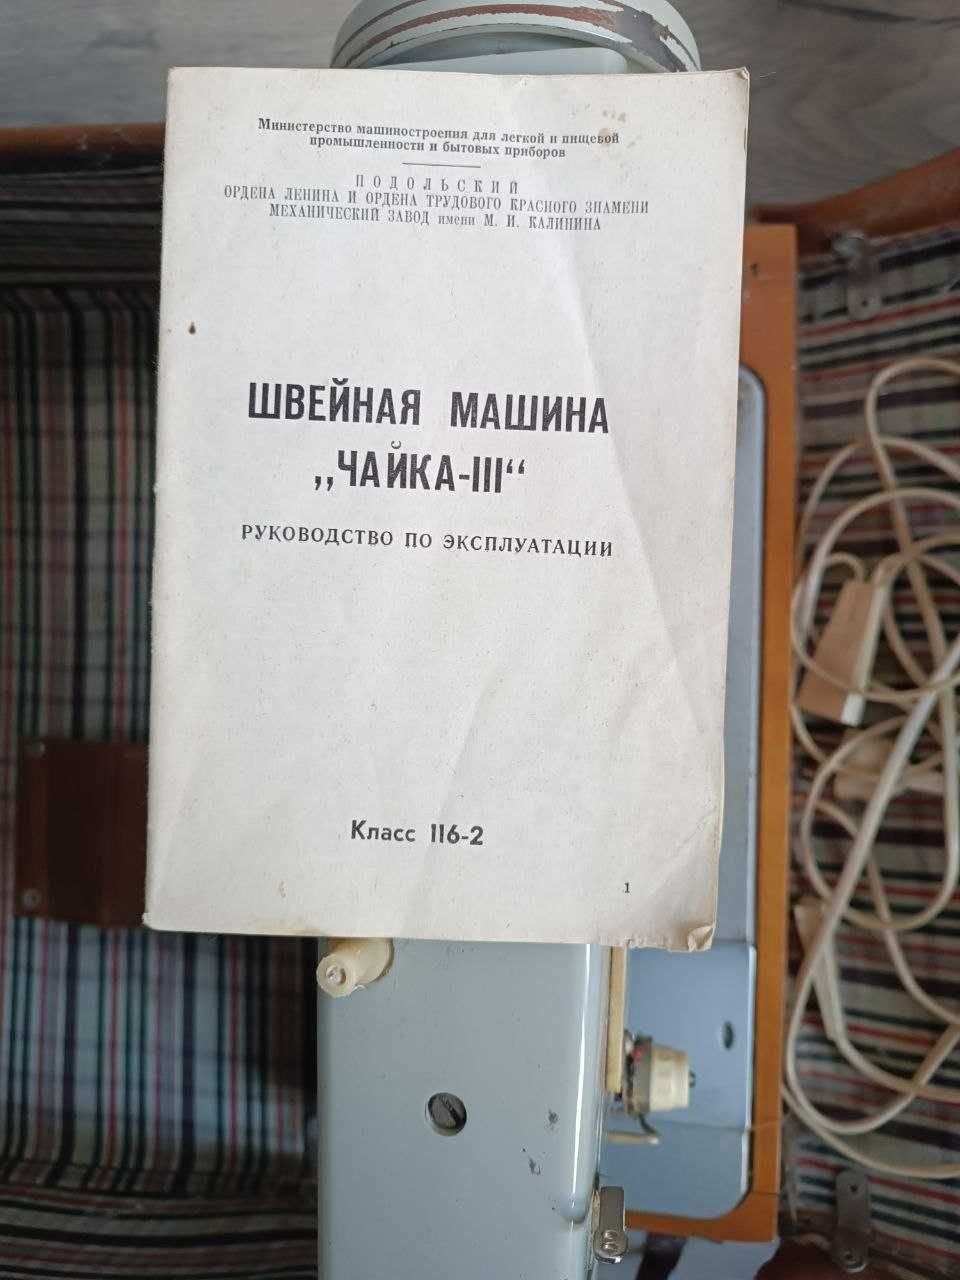 Министерство машиностроения для легкой и пищевой
промышленности и бытовых приборов
ПОДОЛЬСКИЙ
ОРДЕНА ЛЕНИНА И ОРДЕНА ТРУДОВОГО КРАСНОГО ЗНАМЕНИ
МЕХАНИЧЕСКИЙ ЗАВОД имени М. И. КАЛИНИНА
ШВЕЙНАЯ МАШИНА
„ЧАЙКА-III“
РУКОВОДСТВО ПО ЭКСПЛУАТАЦИИ
Класс 116-2
1